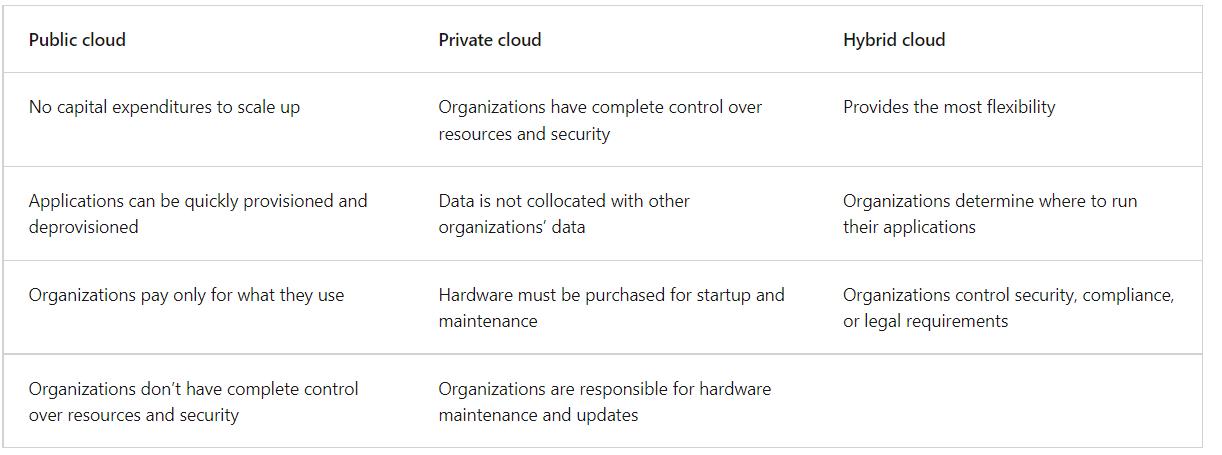 Public cloud
Private cloud
Hybrid cloud
No capital expenditures to scale up
Organizations have complete control over
resources and security
Provides the most flexibility
Applications can be quickly provisioned and
deprovisioned
Data is not collocated with other
organizations’ data
Organizations determine where to run
their applications
Organizations pay only for what they use
Hardware must be purchased for startup and
maintenance
Organizations control security, compliance,
or legal requirements
Organizations don’t have complete control
over resources and security
Organizations are responsible for hardware
maintenance and updates